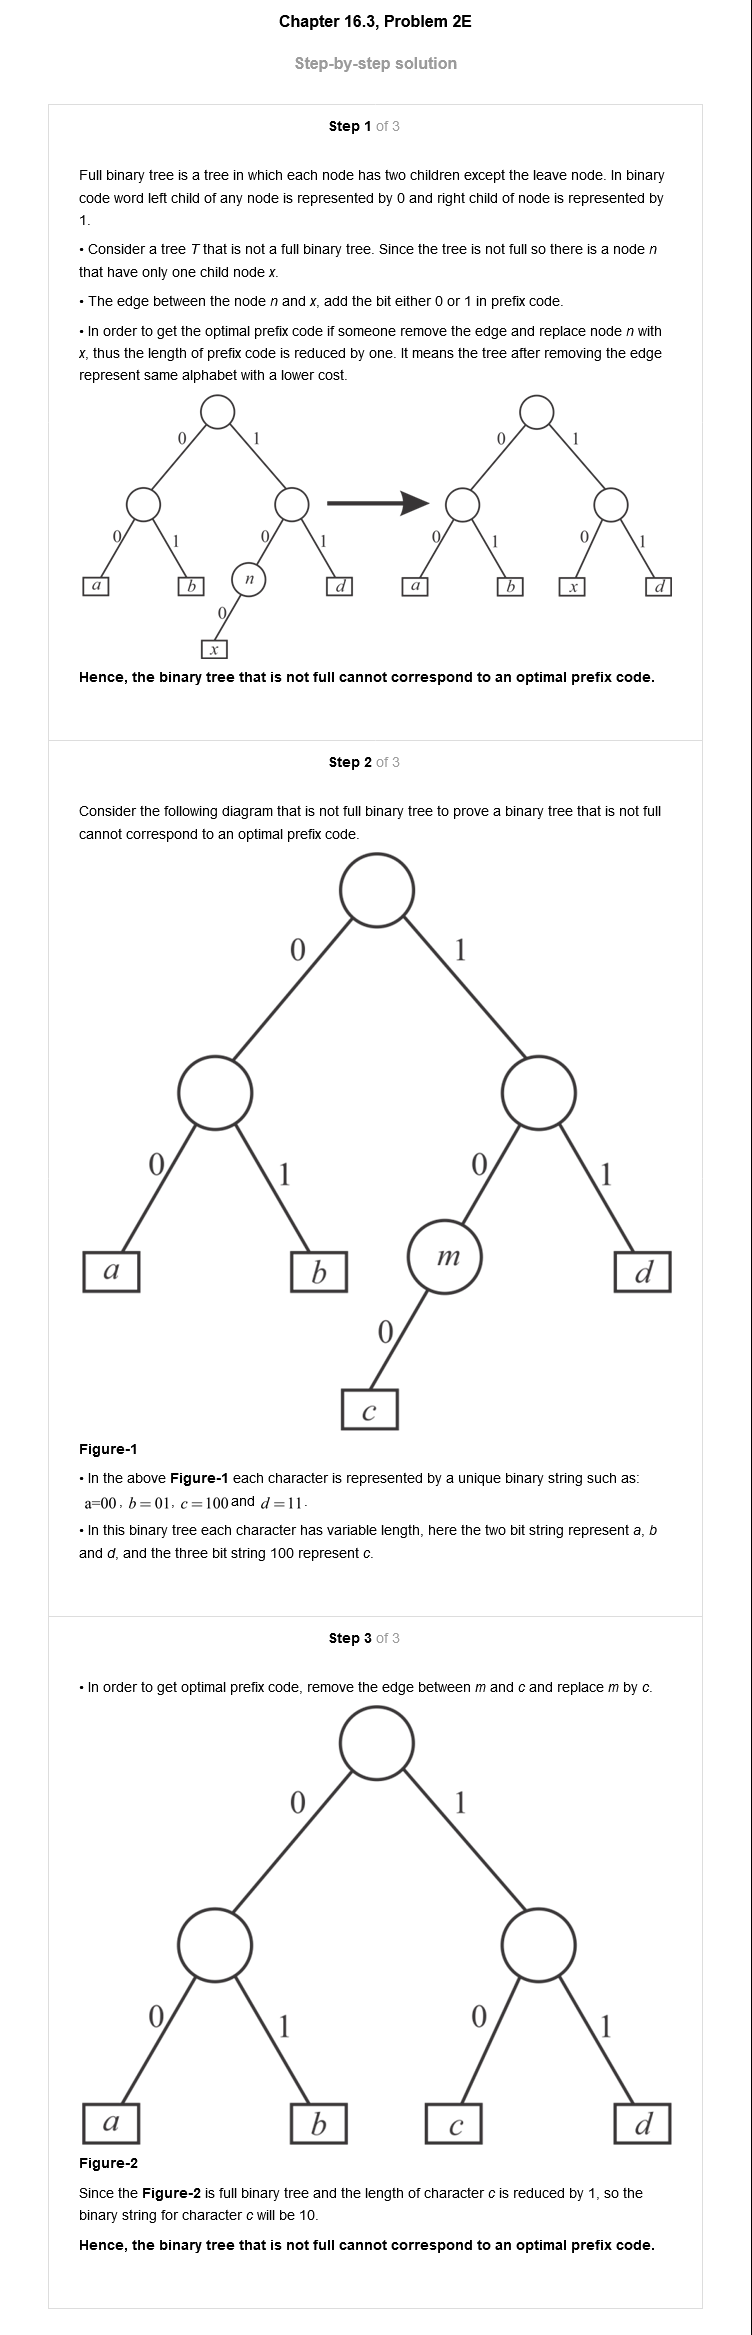 Chapter 16.3, Problem 2E
Step-by-step solution
Step 1 of 3
Full binary tree is a tree in which each node has two children except the leave node. In binary
code word left child of any node is represented by 0 and right child of node is represented by
1.
• Consider a tree T that is not a full binary tree. Since the tree is not full so there is a node n
that have only one child node x.
• The edge between the node n and x, add the bit either 0 or 1 in prefix code.
• In order to get the optimal prefix code if someone remove the edge and replace node n with
x, thus the length of prefix code is reduced by one. It means the tree after removing the edge
represent same alphabet with a lower cost.
0 1 0 1
0 1 0 1 0 1 0 1
a b n d a b x d
0
x
Hence, the binary tree that is not full cannot correspond to an optimal prefix code.
Step 2 of 3
Consider the following diagram that is not full binary tree to prove a binary tree that is not full
cannot correspond to an optimal prefix code.
0 1
0 1 0 1
a b m d
0
c
Figure-1
• In the above Figure-1 each character is represented by a unique binary string such as:
a=00, b=01, c=100 and d=11.
• In this binary tree each character has variable length, here the two bit string represent a, b
and d, and the three bit string 100 represent c.
Step 3 of 3
• In order to get optimal prefix code, remove the edge between m and c and replace m by c.
0 1
0 1 0 1
a b c d
Figure-2
Since the Figure-2 is full binary tree and the length of character c is reduced by 1, so the
binary string for character c will be 10.
Hence, the binary tree that is not full cannot correspond to an optimal prefix code.